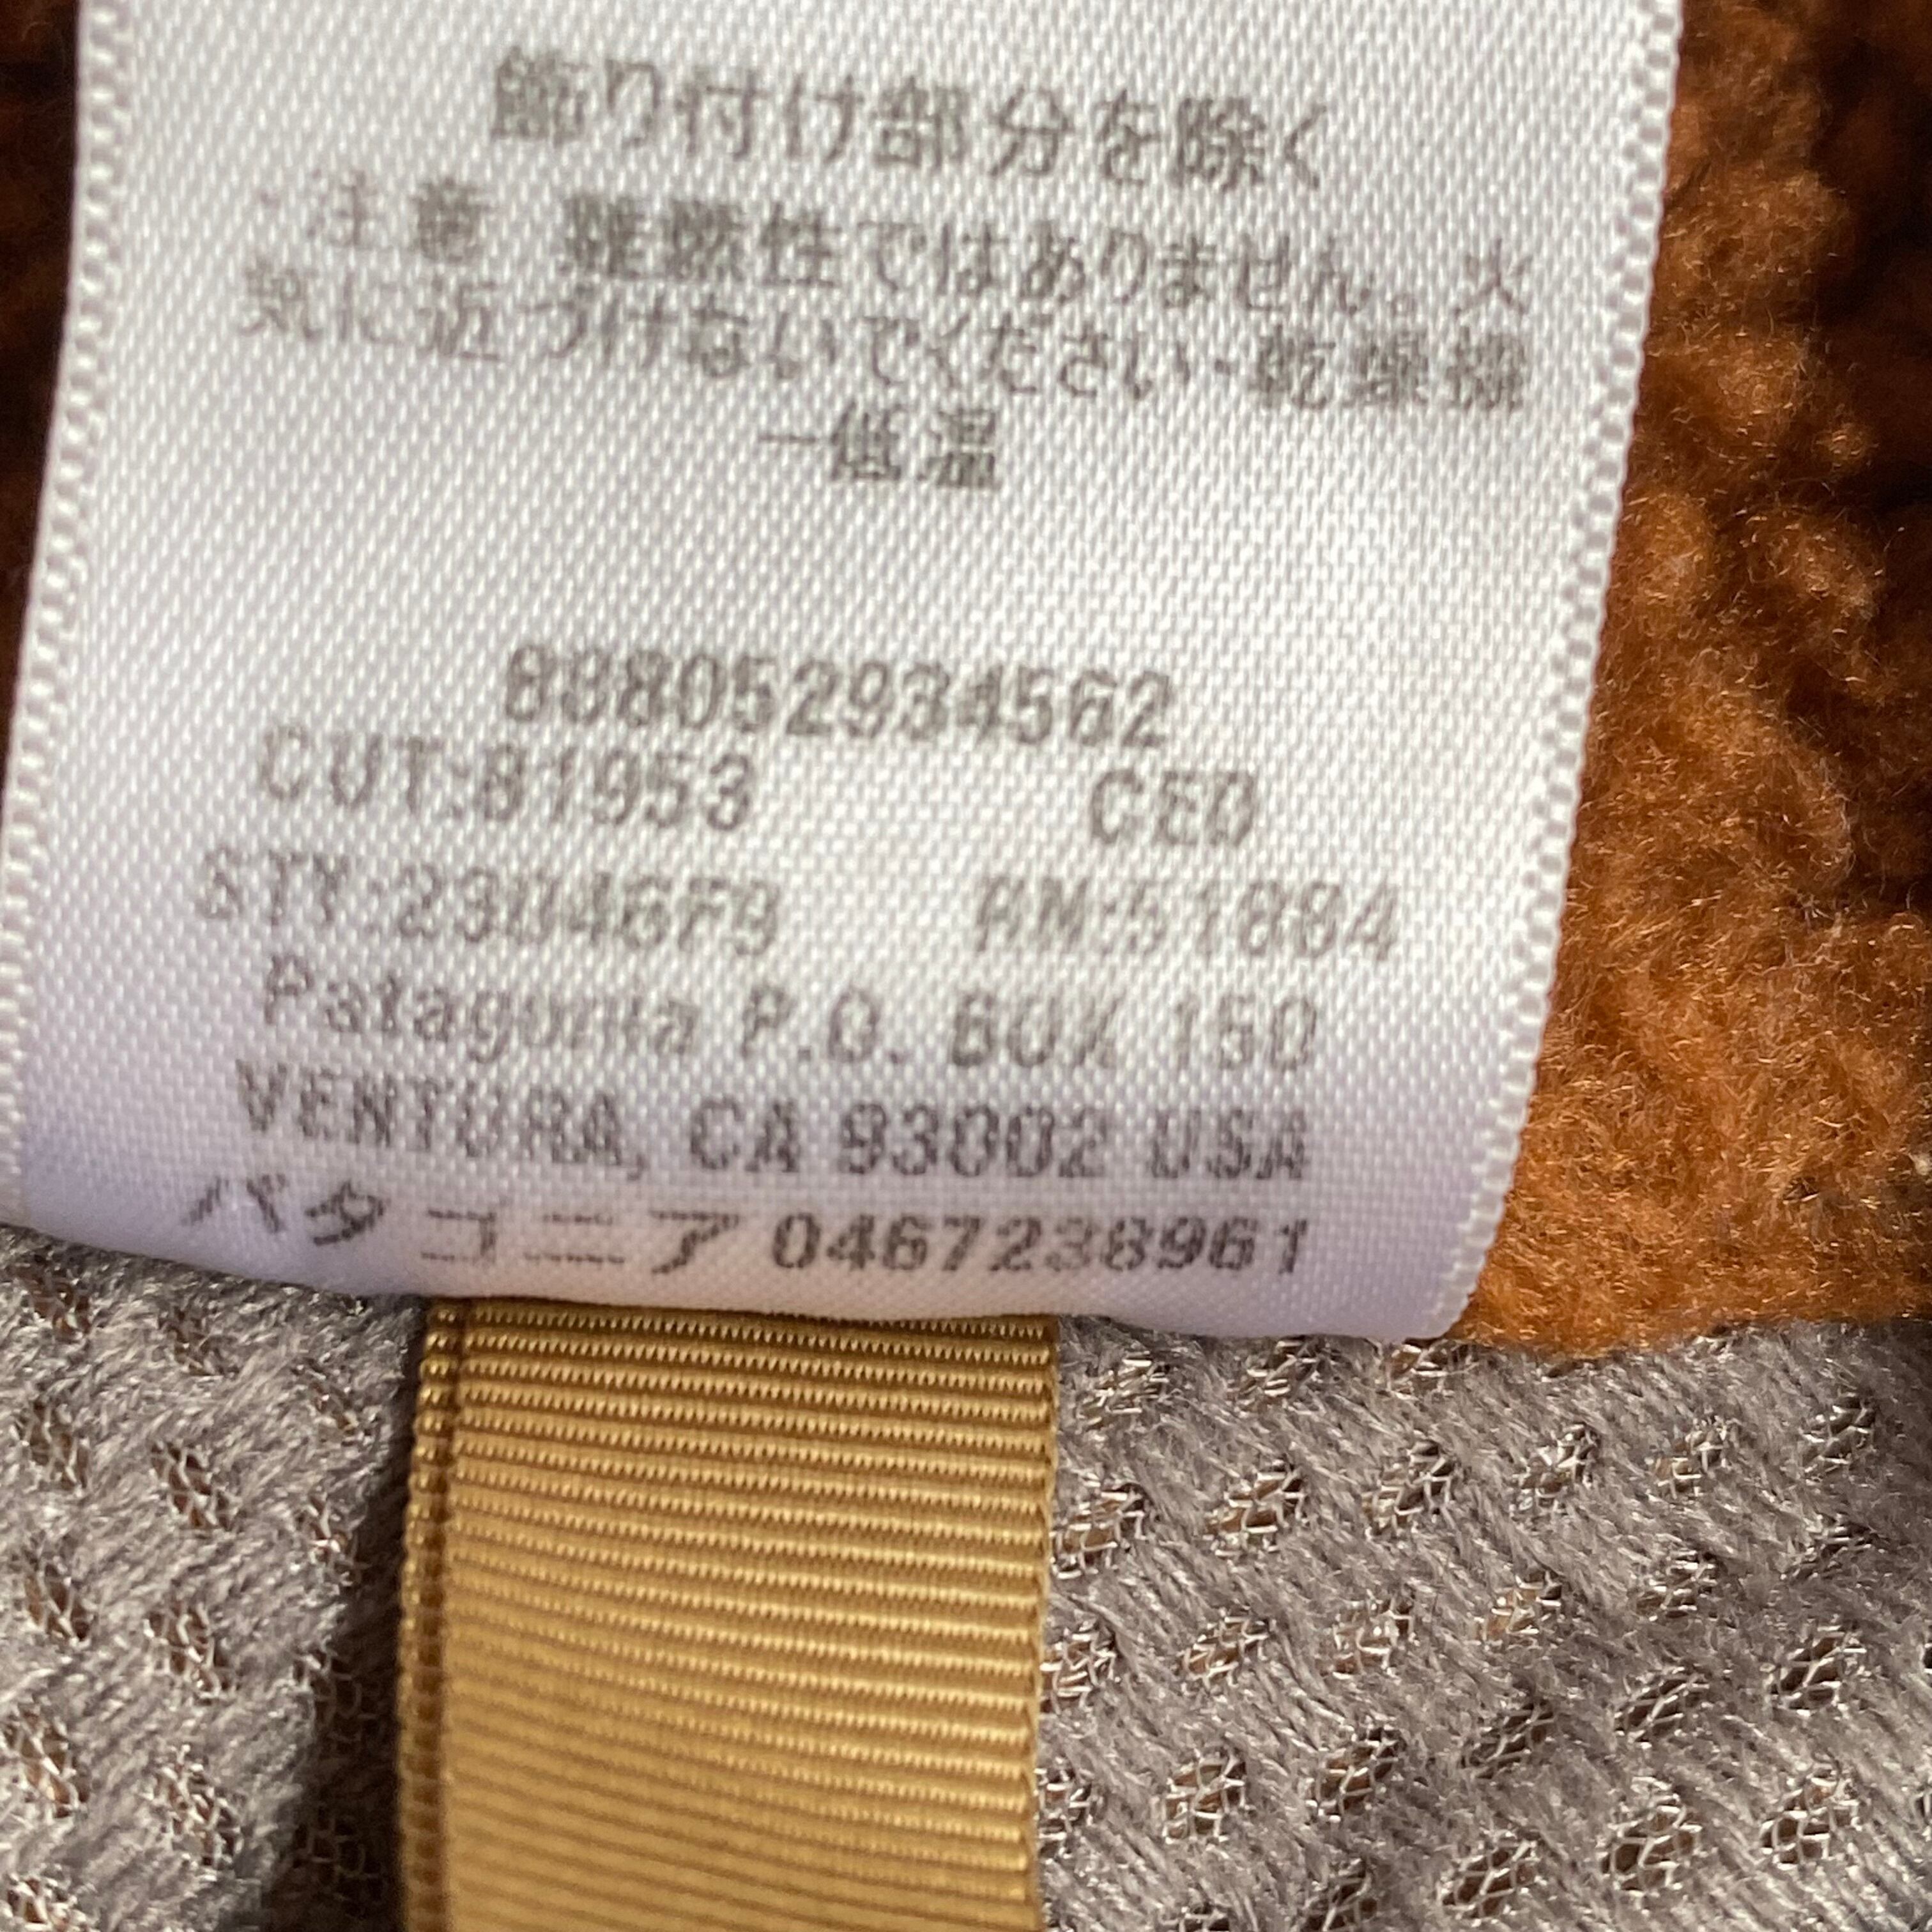 飾り付け部分を除く
・注意 難燃性ではありません。火
気に近づけないでください・乾燥機
ー低温
888052934562
CUT:81953 CEO
STY:23D4679 RN:51884
Patagonia P.O. BOX 150
VENTURA, CA 93002 USA
パタゴニア 0467238961